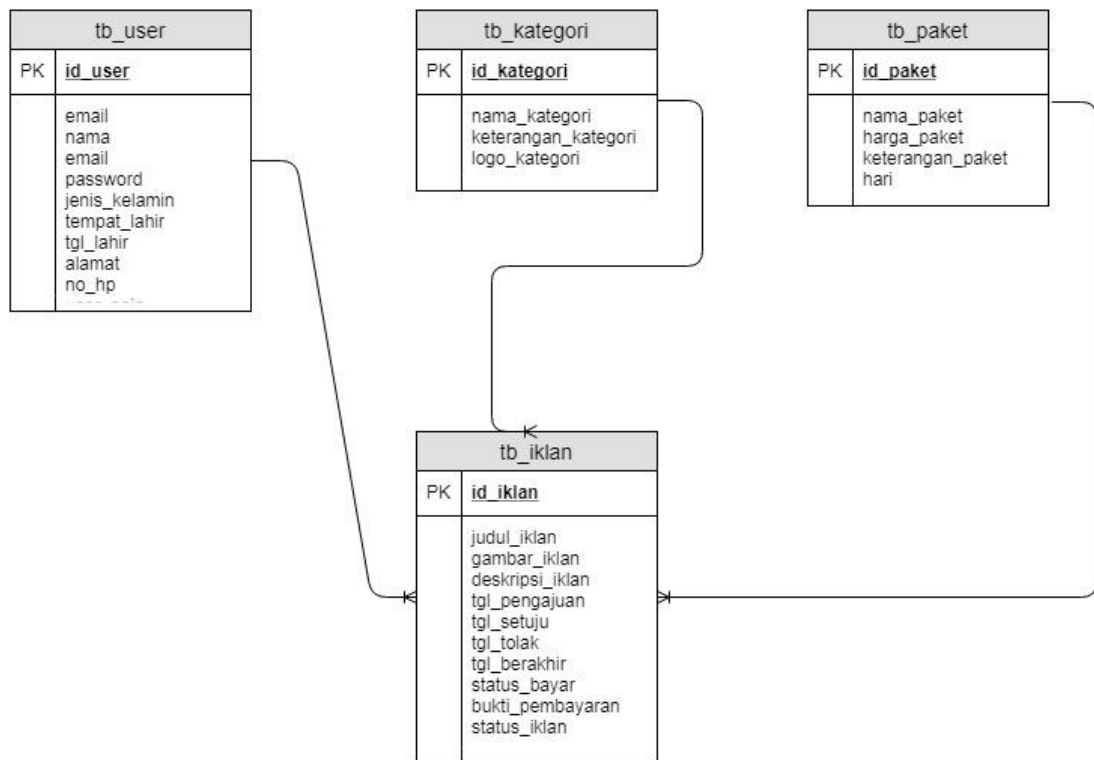 tb_user
PK id_user
email
nama
email
password
jenis_kelamin
tempat_lahir
tgl_lahir
alamat
no_hp
tb_kategori
PK id_kategori
nama_kategori
keterangan_kategori
logo_kategori
tb_paket
PK id_paket
nama_paket
harga_paket
keterangan_paket
hari
tb_iklan
PK id_iklan
judul_iklan
gambar_iklan
deskripsi_iklan
tgl_pengajuan
tgl_setuju
tgl_tolak
tgl_berakhir
status_bayar
bukti_pembayaran
status_iklan